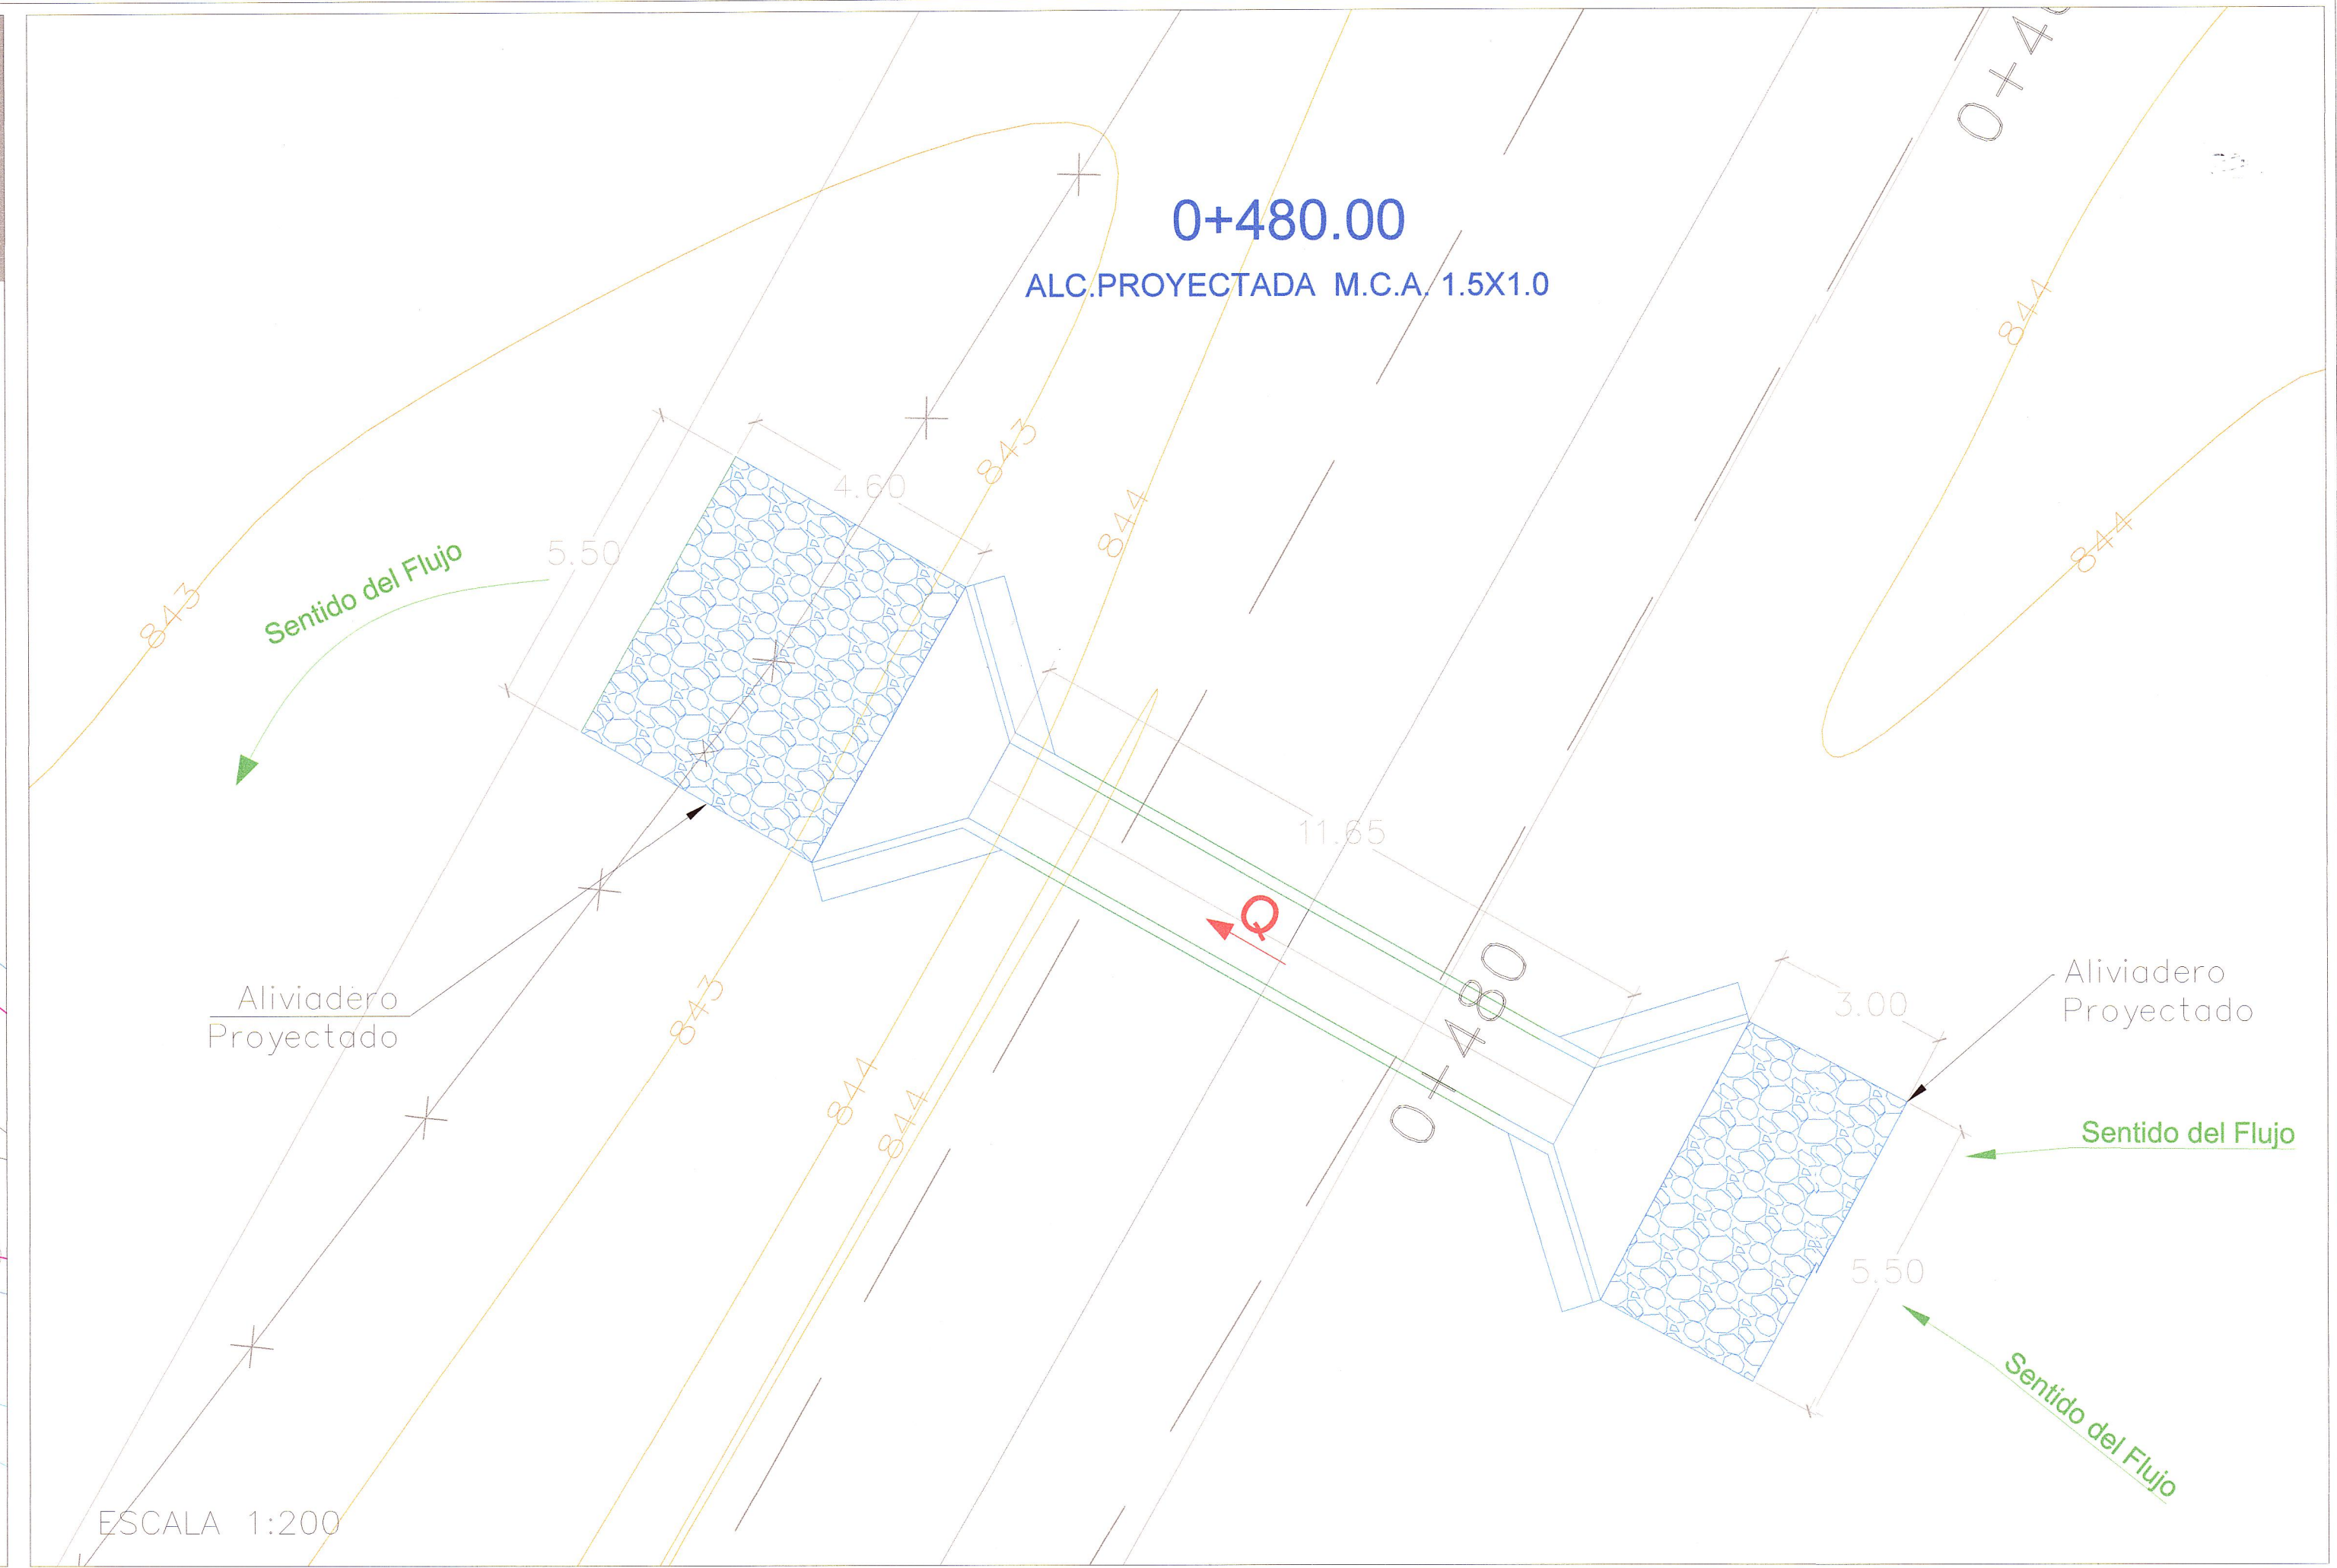 0+480.00
ALC.PROYECTADA M.C.A. 1.5X1.0
844
843
4.60
844
844
5.50
Sentido del Flujo
843
11.65
Q
0+480
Aliviadero
Proyectado
3.00
Aliviadero
Proyectado
843
844
844
Sentido del Flujo
5.50
Sentido del Flujo
ESCALA 1:200